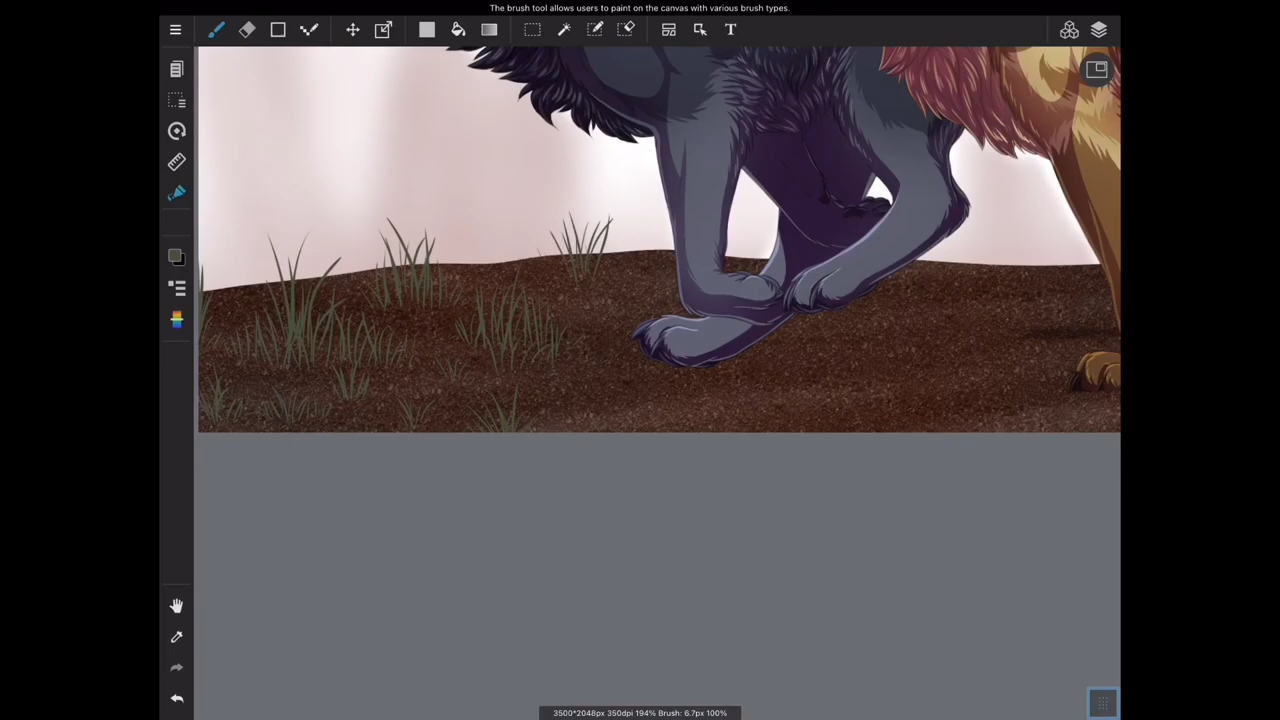 The brush tool allows users to paint on the canvas with various brush types.
T
3500*2048px 350dpi 194% Brush: 6.7px 100%